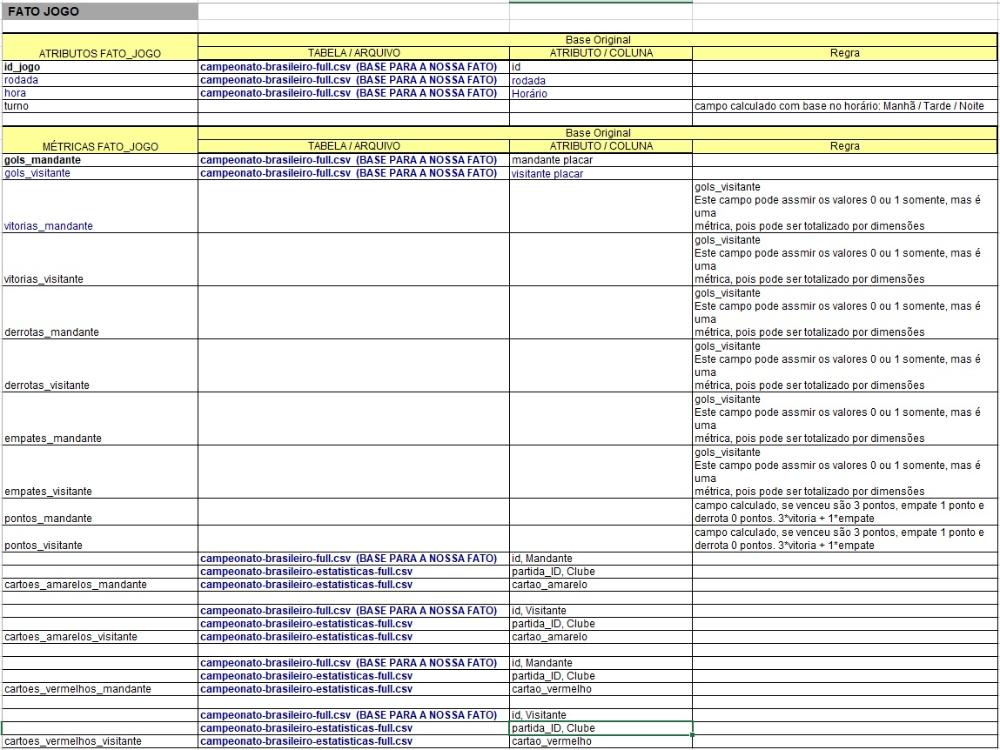 FATO JOGO
Base Original
ATRIBUTOS FATO_JOGO TABELA / ARQUIVO ATRIBUTO / COLUNA Regra
id_jogo campeonato-brasileiro-full.csv (BASE PARA A NOSSA FATO) id
rodada campeonato-brasileiro-full.csv (BASE PARA A NOSSA FATO) rodada
hora campeonato-brasileiro-full.csv (BASE PARA A NOSSA FATO) Horário
turno campo calculado com base no horário: Manhã / Tarde / Noite
Base Original
MÉTRICAS FATO_JOGO TABELA / ARQUIVO ATRIBUTO / COLUNA Regra
gols_mandante campeonato-brasileiro-full.csv (BASE PARA A NOSSA FATO) mandante placar
gols_visitante campeonato-brasileiro-full.csv (BASE PARA A NOSSA FATO) visitante placar
gols_visitante
Este campo pode assmir os valores 0 ou 1 somente, mas é
uma
vitorias_mandante métrica, pois pode ser totalizado por dimensões
gols_visitante
Este campo pode assmir os valores 0 ou 1 somente, mas é
uma
vitorias_visitante métrica, pois pode ser totalizado por dimensões
gols_visitante
Este campo pode assmir os valores 0 ou 1 somente, mas é
uma
derrotas_mandante métrica, pois pode ser totalizado por dimensões
gols_visitante
Este campo pode assmir os valores 0 ou 1 somente, mas é
uma
derrotas_visitante métrica, pois pode ser totalizado por dimensões
gols_visitante
Este campo pode assmir os valores 0 ou 1 somente, mas é
uma
empates_mandante métrica, pois pode ser totalizado por dimensões
gols_visitante
Este campo pode assmir os valores 0 ou 1 somente, mas é
uma
empates_visitante métrica, pois pode ser totalizado por dimensões
campo calculado, se venceu são 3 pontos, empate 1 ponto e
pontos_mandante derrota 0 pontos. 3*vitoria + 1*empate
campo calculado, se venceu são 3 pontos, empate 1 ponto e
pontos_visitante derrota 0 pontos. 3*vitoria + 1*empate
campeonato-brasileiro-full.csv (BASE PARA A NOSSA FATO) id, Mandante
campeonato-brasileiro-estatisticas-full.csv partida_ID, Clube
cartoes_amarelos_mandante campeonato-brasileiro-estatisticas-full.csv cartao_amarelo
campeonato-brasileiro-full.csv (BASE PARA A NOSSA FATO) id, Visitante
campeonato-brasileiro-estatisticas-full.csv partida_ID, Clube
cartoes_amarelos_visitante campeonato-brasileiro-estatisticas-full.csv cartao_amarelo
campeonato-brasileiro-full.csv (BASE PARA A NOSSA FATO) id, Mandante
campeonato-brasileiro-estatisticas-full.csv partida_ID, Clube
cartoes_vermelhos_mandante campeonato-brasileiro-estatisticas-full.csv cartao_vermelho
campeonato-brasileiro-full.csv (BASE PARA A NOSSA FATO) id, Visitante
campeonato-brasileiro-estatisticas-full.csv partida_ID, Clube
cartoes_vermelhos_visitante campeonato-brasileiro-estatisticas-full.csv cartao_vermelho